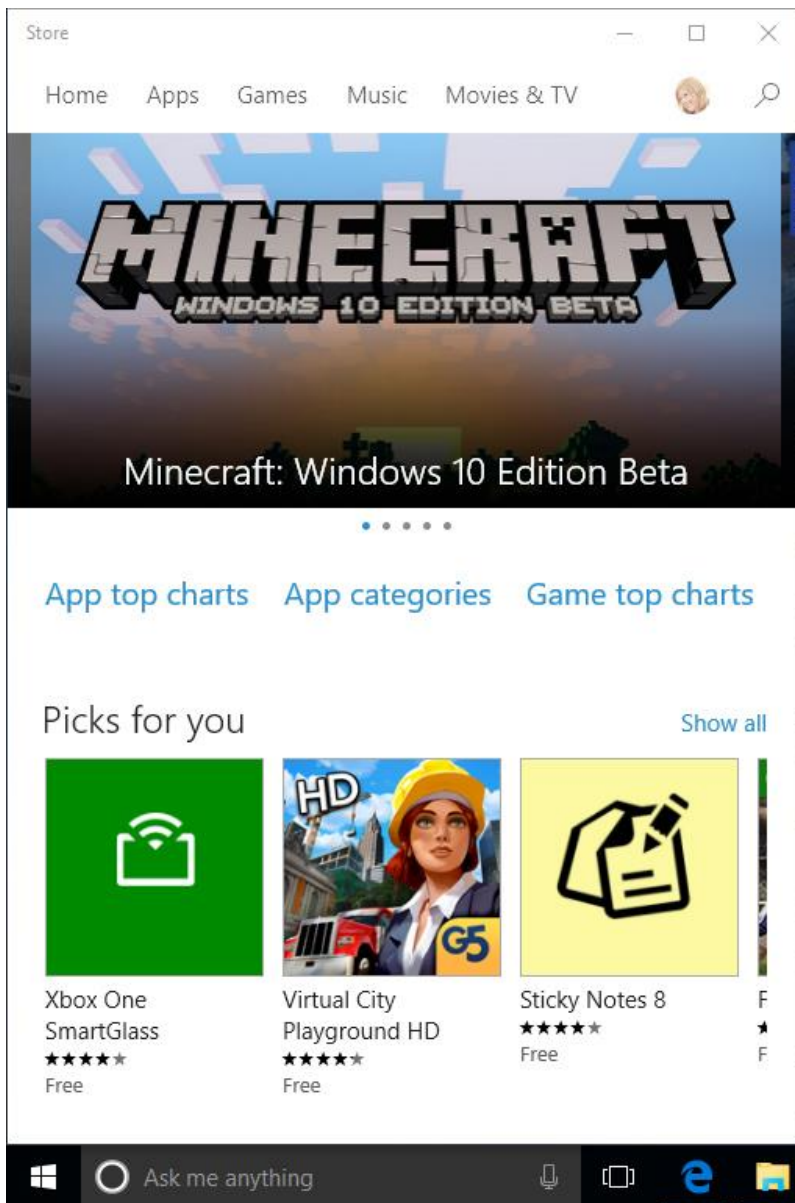 Store
Home Apps Games Music Movies & TV
MINECRAFT
WINDOWS 10 EDITION BETA
Minecraft: Windows 10 Edition Beta
App top charts App categories Game top charts
Picks for you Show all
HD
G5
Xbox One Virtual City Sticky Notes 8 F
SmartGlass Playground HD
Free F
Free Free
Ask me anything